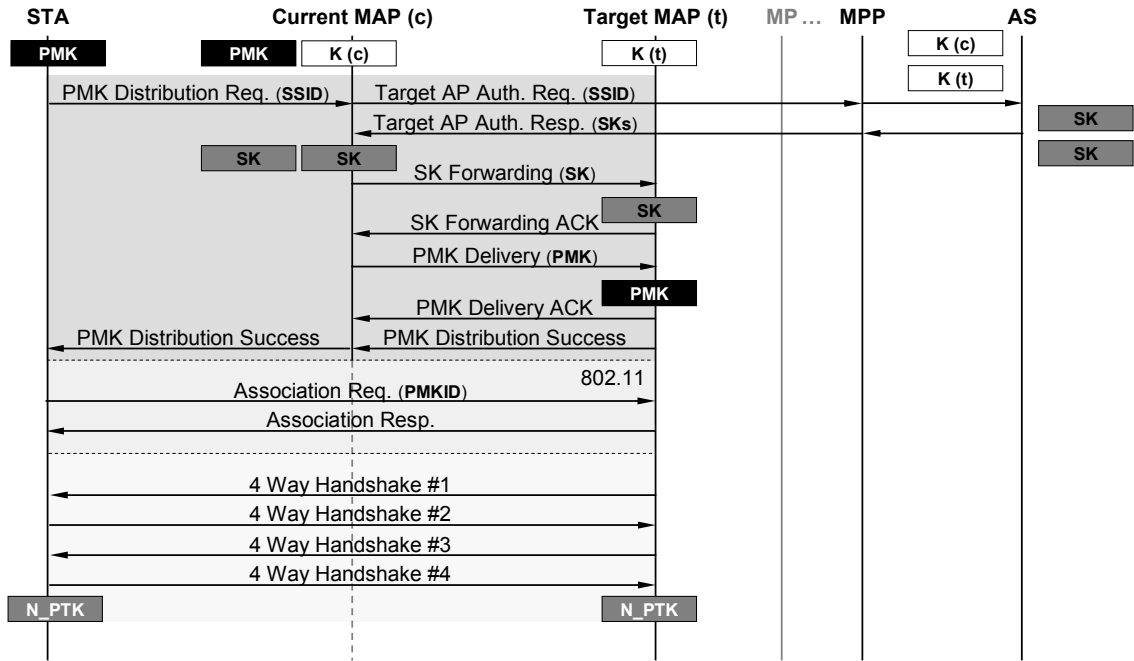 STA Current MAP (c) Target MAP (t) MP ... MPP AS
PMK PMK K (c) K (t) K (c)
K (t)
PMK Distribution Req. (SSID) Target AP Auth. Req. (SSID)
Target AP Auth. Resp. (SKs) SK
SK SK SK
SK Forwarding (SK)
SK
SK Forwarding ACK
PMK Delivery (PMK)
PMK
PMK Delivery ACK
PMK Distribution Success PMK Distribution Success
802.11
Association Req. (PMKID)
Association Resp.
4 Way Handshake #1
4 Way Handshake #2
4 Way Handshake #3
4 Way Handshake #4
N_PTK N_PTK